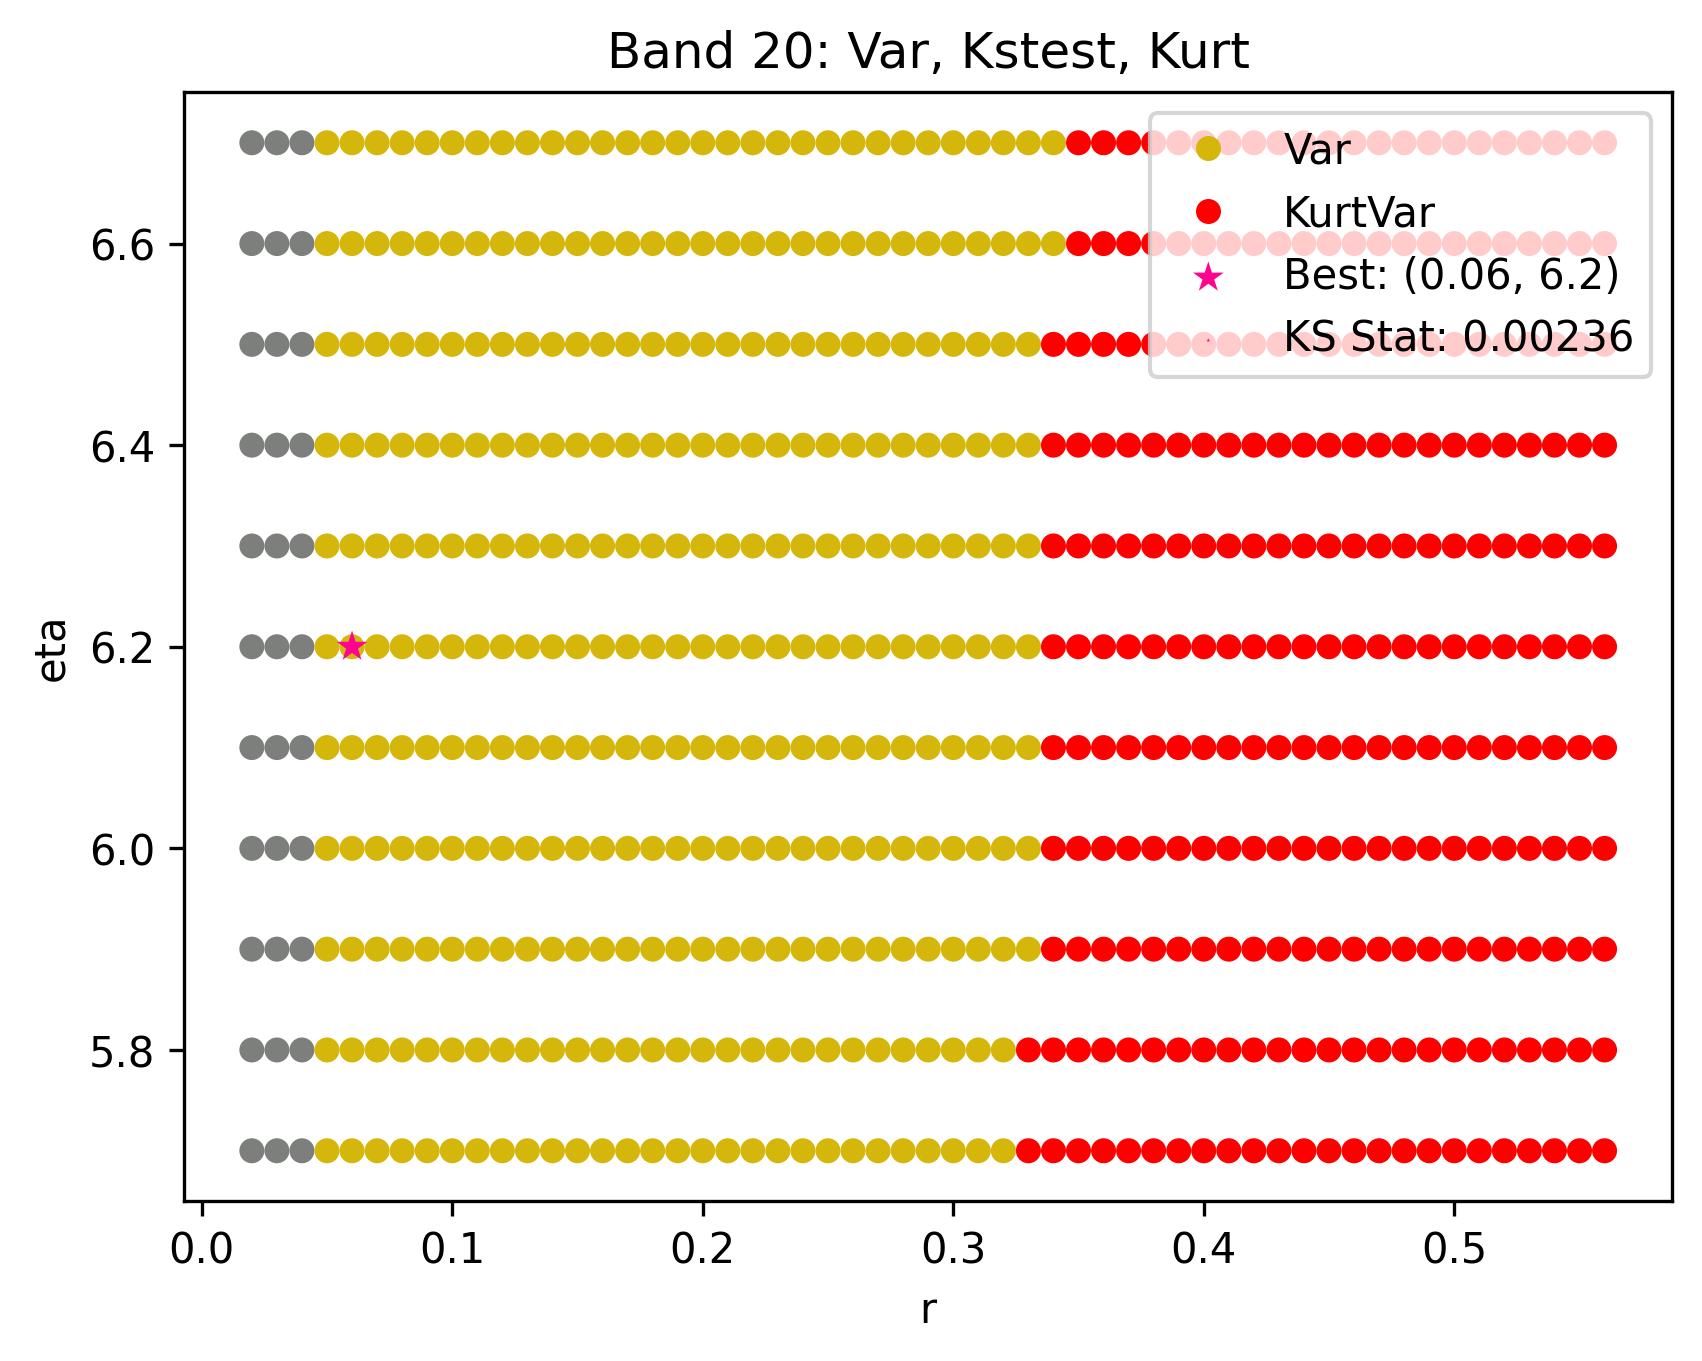 Band 20: Var, Kstest, Kurt
Var
KurtVar
Best: (0.06, 6.2)
KS Stat: 0.00236
eta
6.6
6.4
6.2
6.0
5.8
0.0 0.1 0.2 0.3 0.4 0.5
r